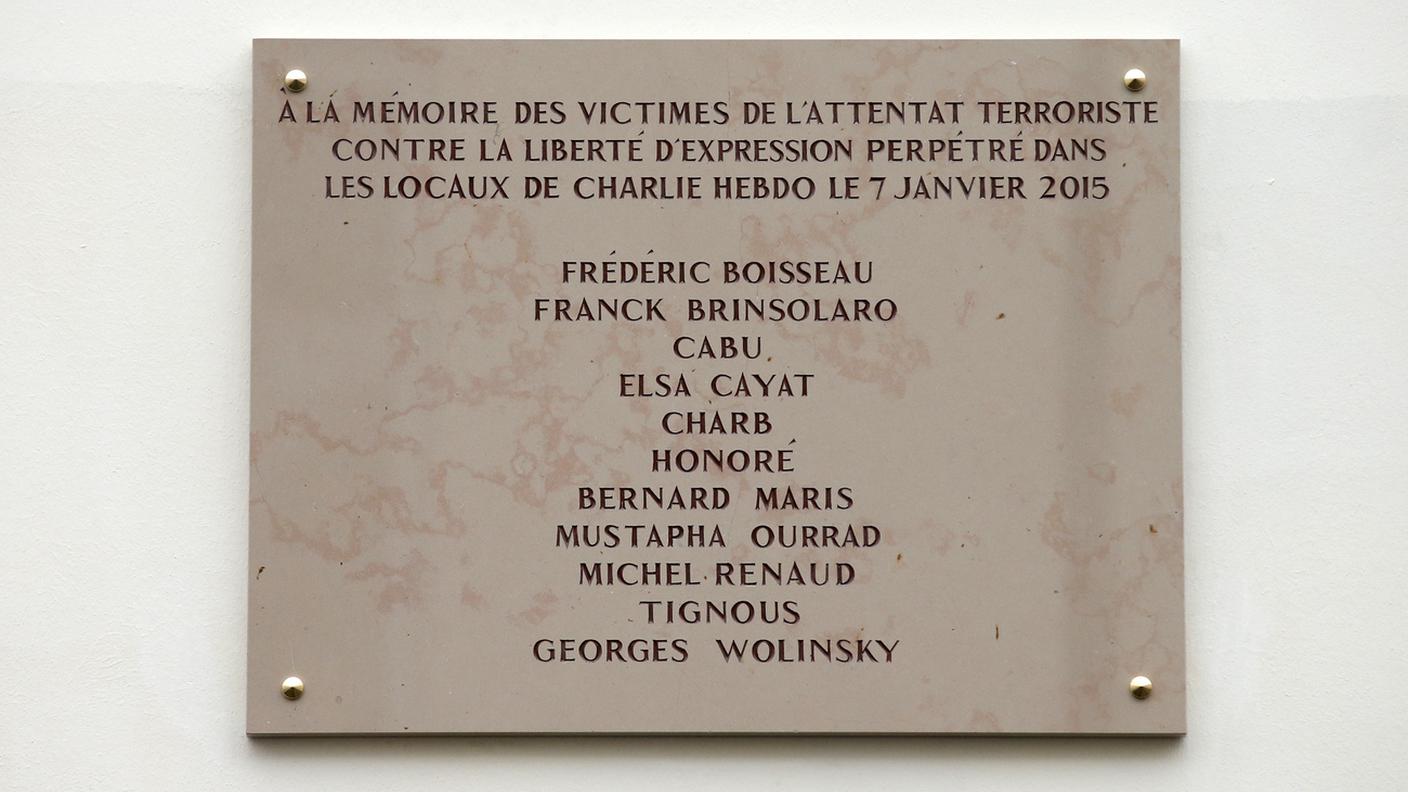 À LA MÉMOIRE DES VICTIMES DE L'ATTENTAT TERRORISTE
CONTRE LA LIBERTÉ D'EXPRESSION PERPÉTRÉ DANS
LES LOCAUX DE CHARLIE HEBDO LE 7 JANVIER 2015
FRÉDÉRIC BOISSEAU
FRANCK BRINSOLARO
CABU
ELSA CAYAT
CHARB
HONORÉ
BERNARD MARIS
MUSTAPHA OURRAD
MICHEL RENAUD
TIGNOUS
GEORGES WOLINSKY